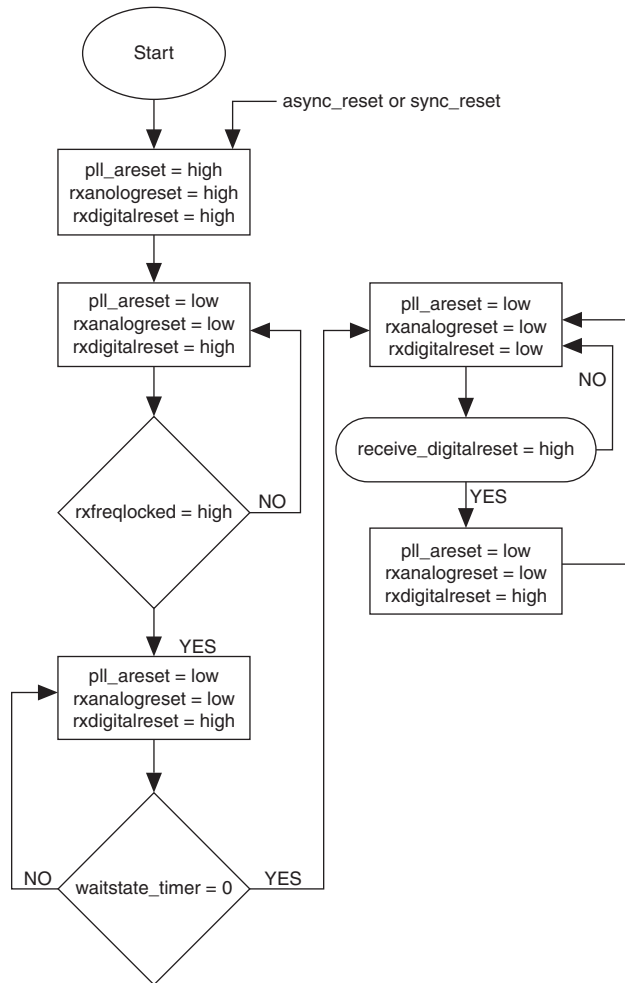 Start
async_reset or sync_reset
pll_areset = high
rxanologreset = high
rxdigitalreset = high
pll_areset = low
rxanalogreset = low
rxdigitalreset = high
rxfreqlocked = high
NO
YES
pll_areset = low
rxanalogreset = low
rxdigitalreset = high
waitstate_timer = 0
NO
YES
pll_areset = low
rxanalogreset = low
rxdigitalreset = low
NO
receive_digitalreset = high
YES
pll_areset = low
rxanalogreset = low
rxdigitalreset = high